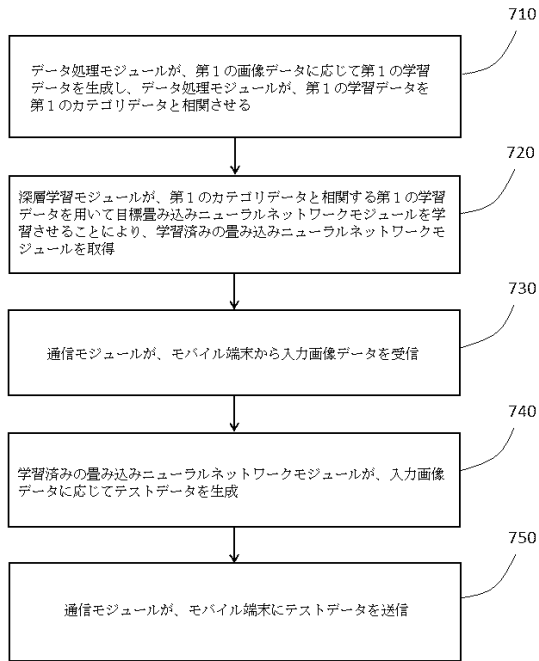 710
データ処理モジュールが、第1の画像データに応じて第1の学習
データを生成し、データ処理モジュールが、第1の学習データを
第1のカテゴリデータと相関させる
720
深層学習モジュールが、第1のカテゴリデータと相関する第1の学習
データを用いて目標畳み込みニューラルネットワークモジュールを学
習させることにより、学習済みの畳み込みニューラルネットワークモ
ジュールを取得
730
通信モジュールが、モバイル端末から入力画像データを受信
740
学習済みの畳み込みニューラルネットワークモジュールが、入力画像
データに応じてテストデータを生成
750
通信モジュールが、モバイル端末にテストデータを送信